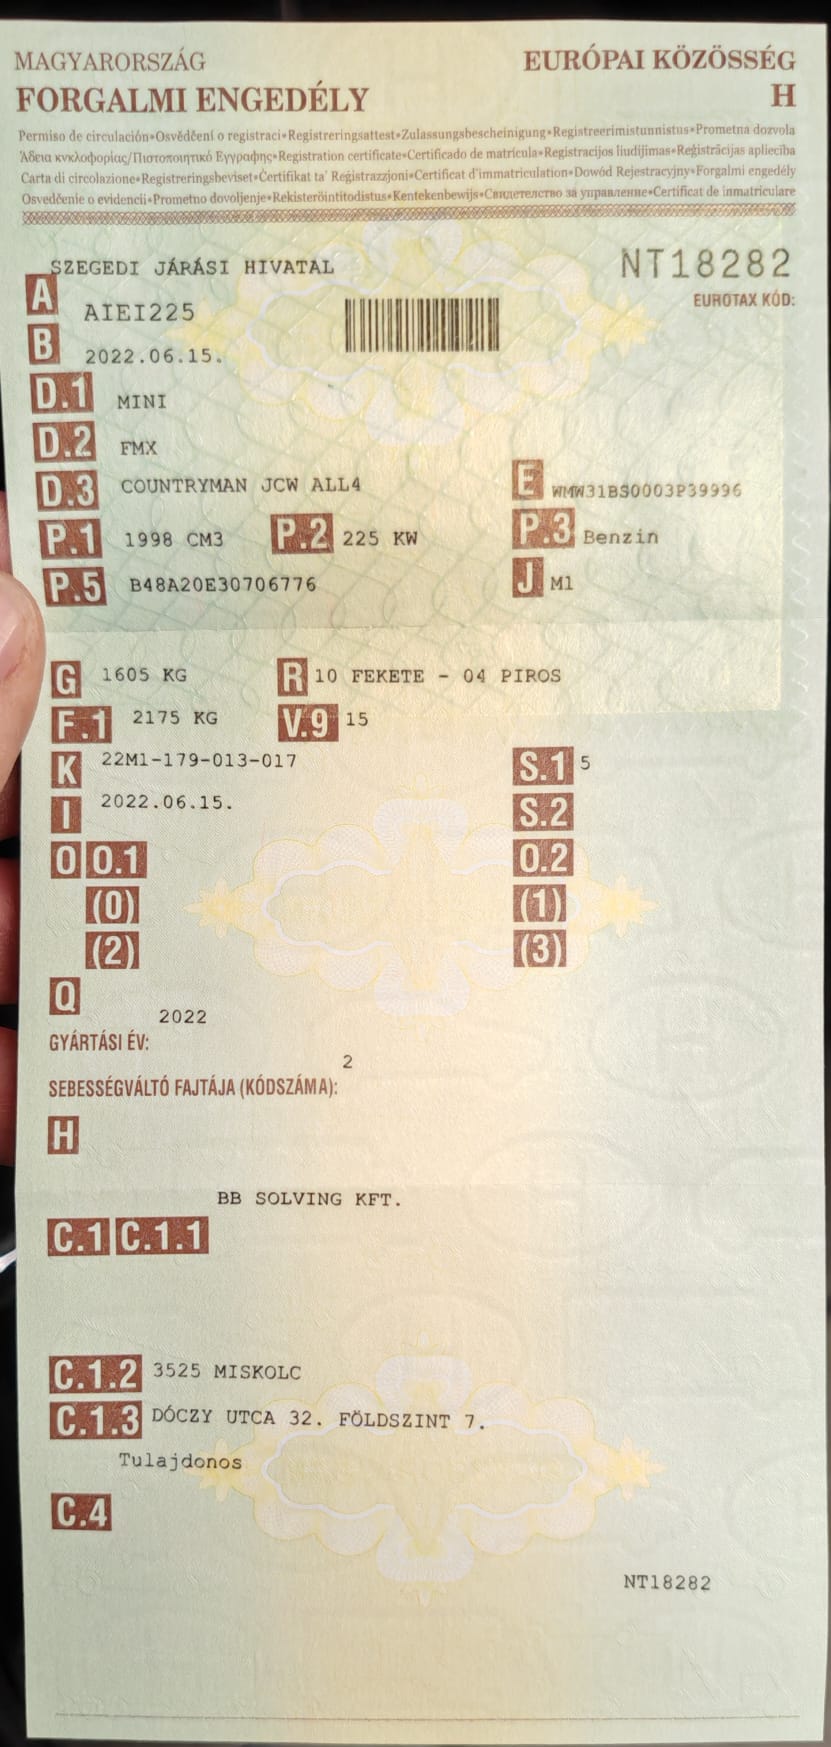 MAGYARORSZÁG EURÓPAI KÖZÖSSÉG
FORGALMI ENGEDÉLY H
Permiso de circulación•Osvědčení o registraci•Registreringsattest•Zulassungsbescheinigung•Registreerimistunnistus•Prometna dozvola
Άδεια κυκλοφορίας/Πιστοποιητικό Εγγραφης•Registration certificate•Certificado de matrícula•Registracijos liudijimas•Reģistrācijas apliecība
Carta di circolazione•Registreringsbeviset•Ċertifikat ta' Reġistrazzjoni•Certificat d'immatriculation•Dowód Rejestracyjny•Forgalmi engedély
Osvedčenie o evidencii•Prometno dovoljenje•Rekisteröintitodistus•Kentekenbewijs•Свидетелство за управление•Certificat de inmatriculare
SZEGEDI JÁRÁSI HIVATAL NT18282
EUROTAX KÓD:
A AIEI225
B 2022.06.15.
D.1 MINI
D.2 FMX
D.3 COUNTRYMAN JCW ALL4 E WMW31BS0003P39996
P.1 1998 CM3 P.2 225 KW P.3 Benzin
P.5 B48A20E30706776 J M1
G 1605 KG R 10 FEKETE - 04 PIROS
F.1 2175 KG V.9 15
K 22M1-179-013-017 S.1 5
I 2022.06.15. S.2
O O.1 O.2
(0) (1)
(2) (3)
Q
2022
GYÁRTÁSI ÉV:
2
SEBESSÉGVÁLTÓ FAJTÁJA (KÓDSZÁMA):
H
BB SOLVING KFT.
C.1 C.1.1
C.1.2 3525 MISKOLC
C.1.3 DÓCZY UTCA 32. FÖLDSZINT 7.
Tulajdonos
C.4
NT18282